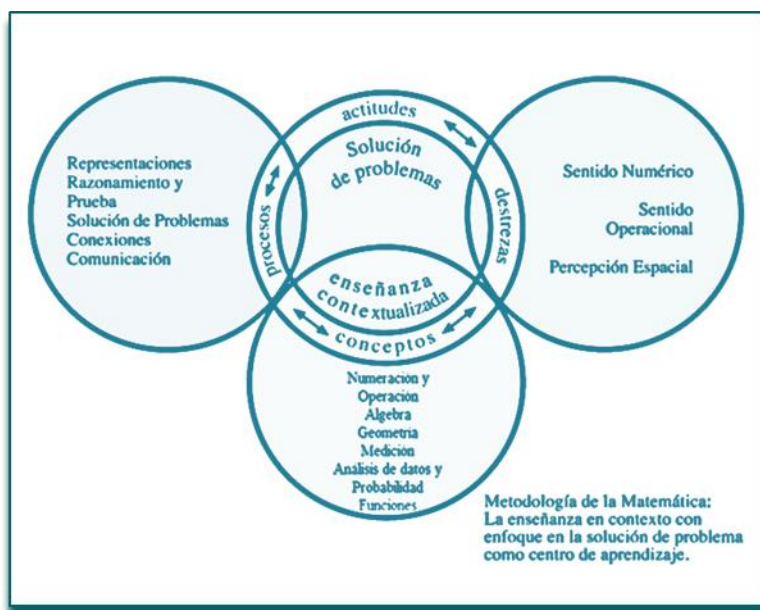 actitudes
Solución
de problemas
procesos
destrezas
enseñanza
contextualizada
conceptos
Representaciones
Razonamiento y
Prueba
Solución de Problemas
Conexiones
Comunicación
Sentido Numérico
Sentido
Operacional
Percepción Espacial
Numeración y
Operación
Algebra
Geometría
Medición
Análisis de datos y
Probabilidad
Funciones
Metodología de la Matemática:
La enseñanza en contexto con
enfoque en la solución de problema
como centro de aprendizaje.